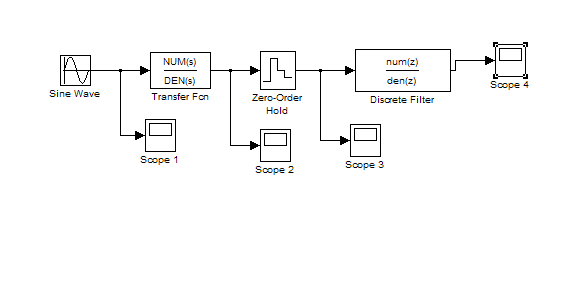 NUM(s)
DEN(s)
num(z)
den(z)
Sine Wave
Transfer Fcn
Zero-Order
Hold
Discrete Filter
Scope 4
Scope 1
Scope 2
Scope 3